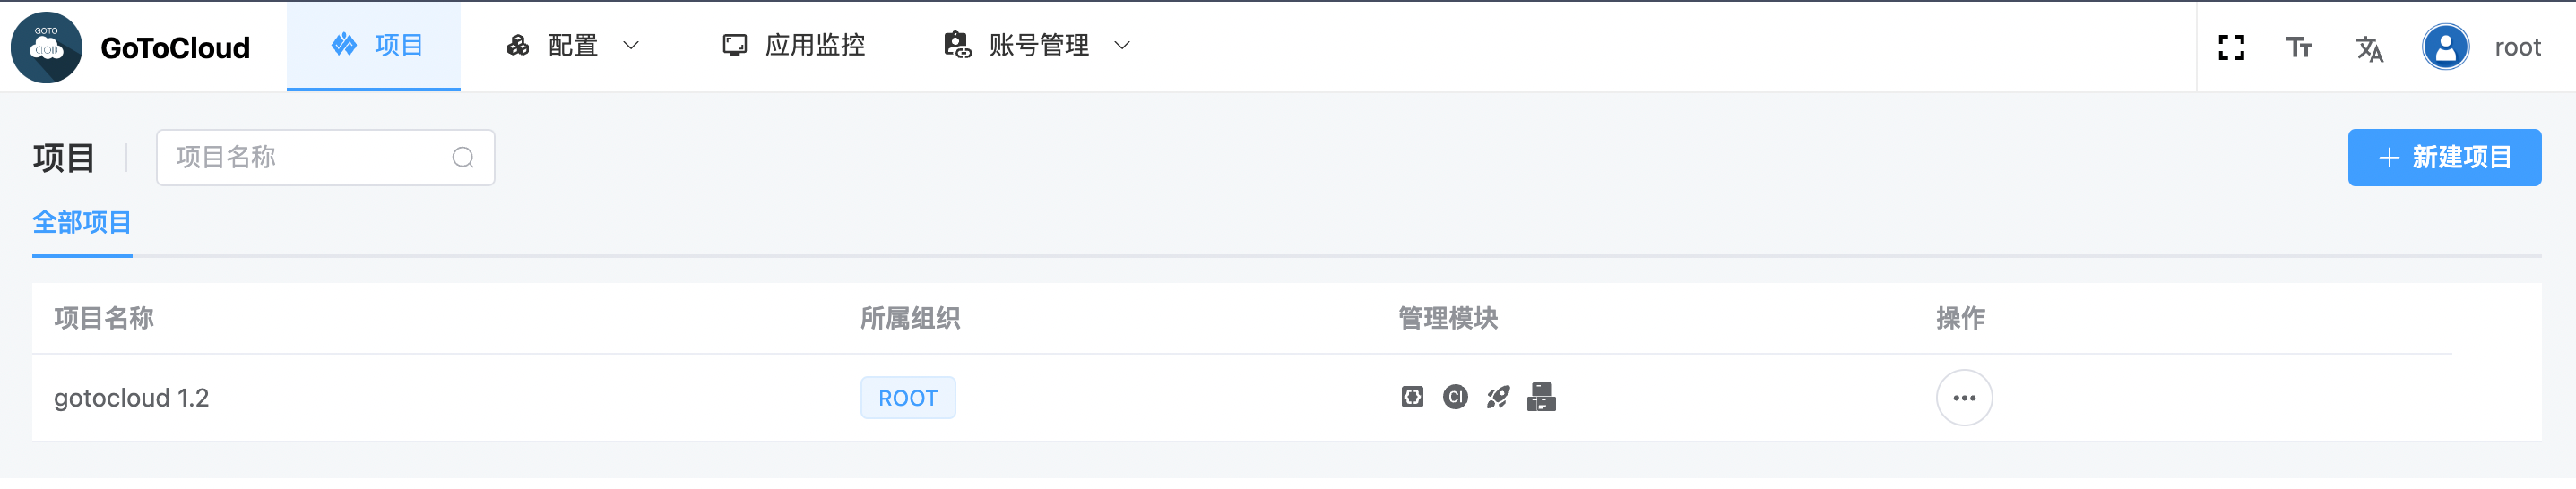 GOTO
CLOUD
GoToCloud
项目
配置
应用监控
账号管理
root
项目
项目名称
新建项目
全部项目
项目名称 所属组织 管理模块 操作
gotocloud 1.2 ROOT CI